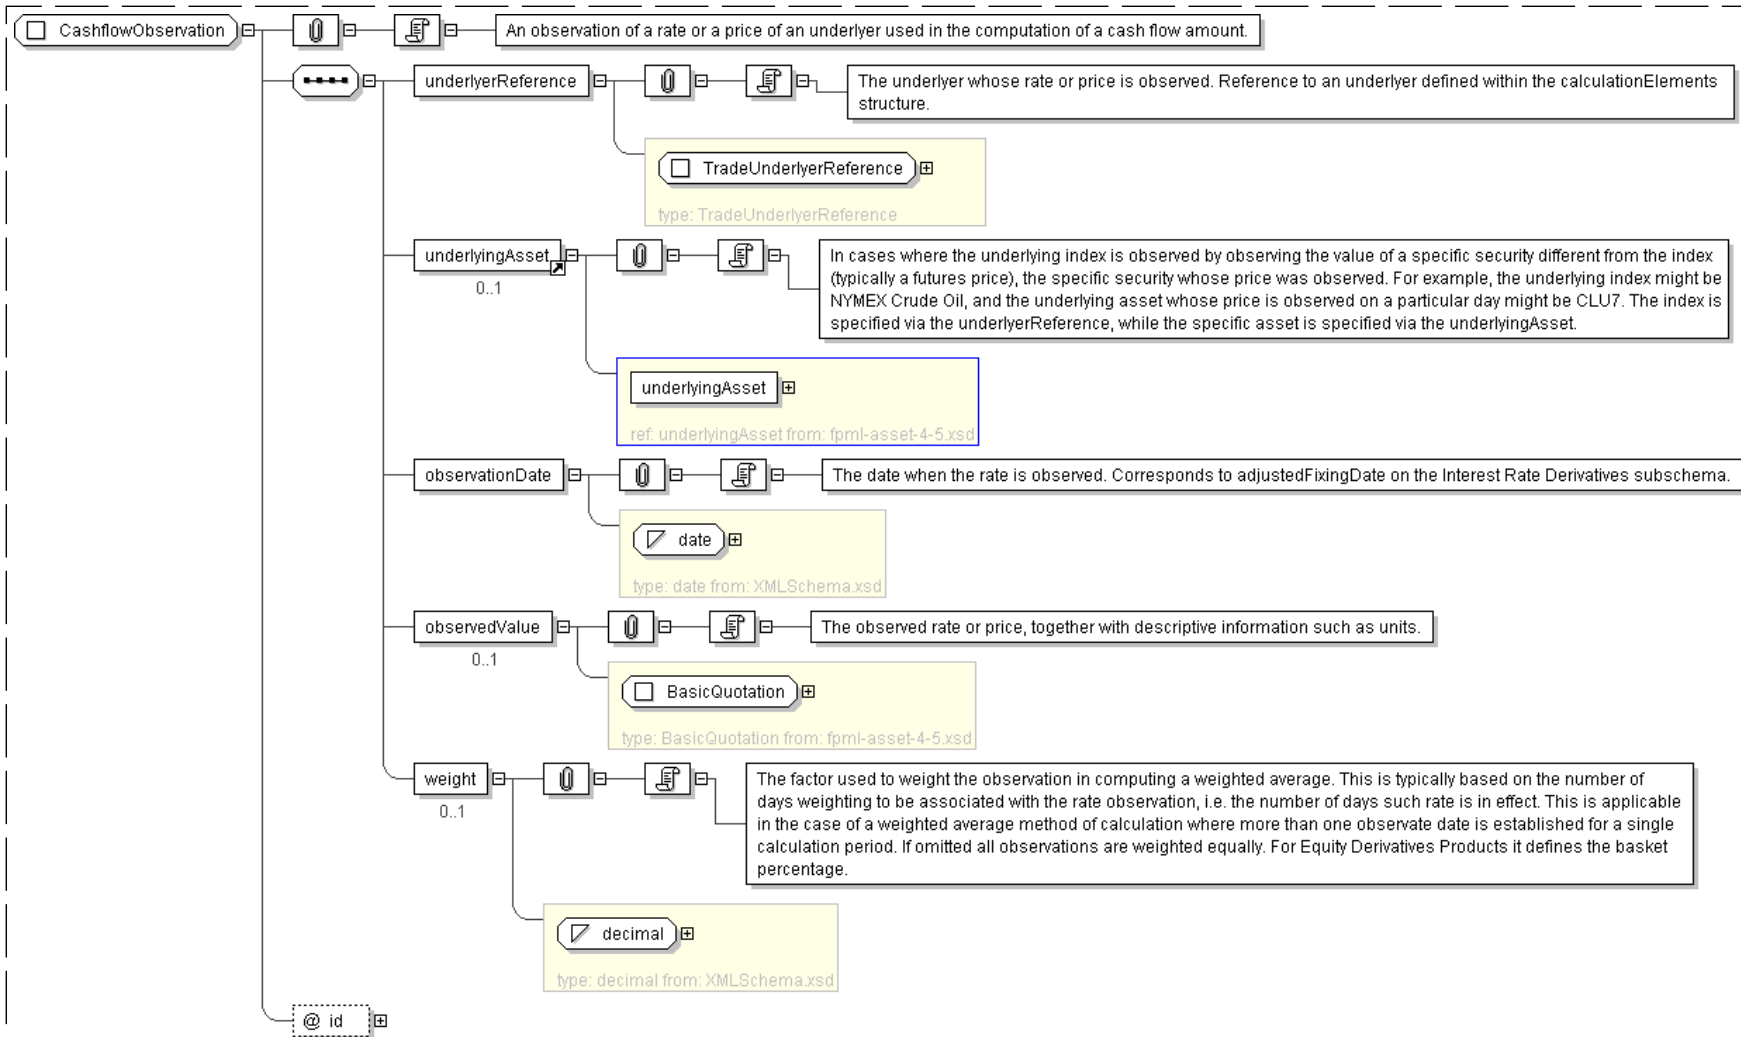 CashflowObservation
An observation of a rate or a price of an underlyer used in the computation of a cash flow amount.
underlyerReference
The underlyer whose rate or price is observed. Reference to an underlyer defined within the calculationElements
structure.
TradeUnderlyerReference
type: TradeUnderlyerReference
underlyingAsset
0..1
In cases where the underlying index is observed by observing the value of a specific security different from the index
(typically a futures price), the specific security whose price was observed. For example, the underlying index might be
NYMEX Crude Oil, and the underlying asset whose price is observed on a particular day might be CLU7. The index is
specified via the underlyerReference, while the specific asset is specified via the underlyingAsset.
underlyingAsset
ref: underlyingAsset from: fpml-asset-4-5.xsd
observationDate
The date when the rate is observed. Corresponds to adjustedFixingDate on the Interest Rate Derivatives subschema.
date
type: date from: XMLSchema.xsd
observedValue
0..1
The observed rate or price, together with descriptive information such as units.
BasicQuotation
type: BasicQuotation from: fpml-asset-4-5.xsd
weight
0..1
The factor used to weight the observation in computing a weighted average. This is typically based on the number of
days weighting to be associated with the rate observation, i.e. the number of days such rate is in effect. This is applicable
in the case of a weighted average method of calculation where more than one observate date is established for a single
calculation period. If omitted all observations are weighted equally. For Equity Derivatives Products it defines the basket
percentage.
decimal
type: decimal from: XMLSchema.xsd
@ id